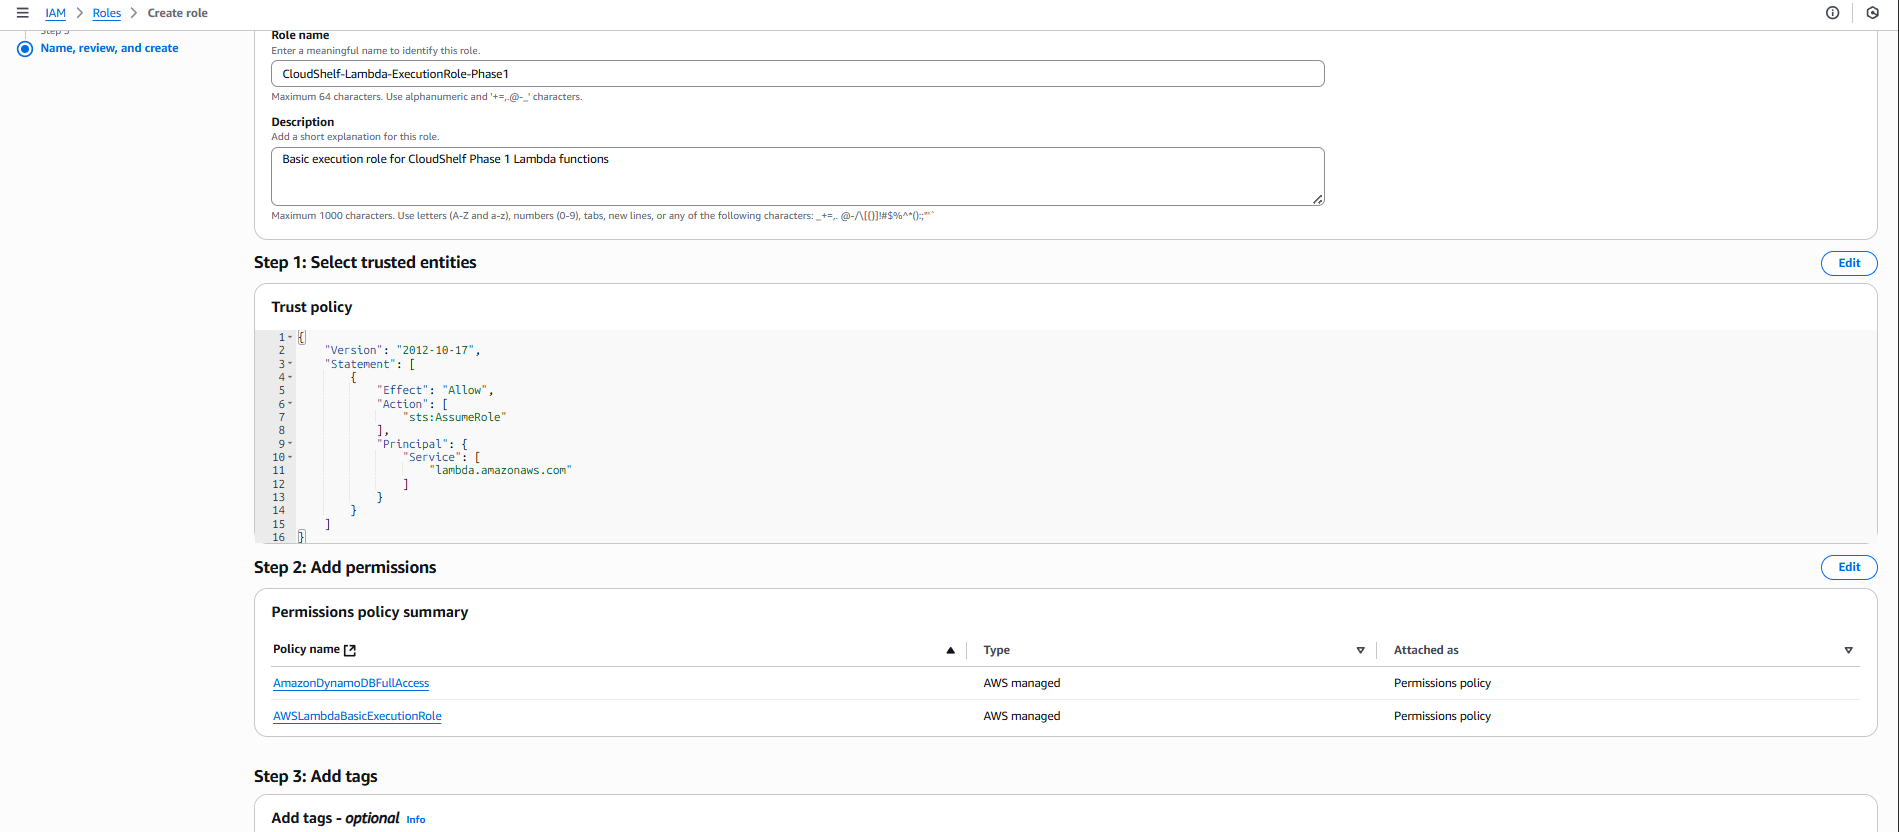 IAM > Roles > Create role
Step 3
Name, review, and create
Role name
Enter a meaningful name to identify this role.
CloudShelf-Lambda-ExecutionRole-Phase1
Maximum 64 characters. Use alphanumeric and '+=,.@-_' characters.
Description
Add a short explanation for this role.
Basic execution role for CloudShelf Phase 1 Lambda functions
Maximum 1000 characters. Use letters (A-Z and a-z), numbers (0-9), tabs, new lines, or any of the following characters: _+=,. @-/\[{}]!#$%^*();:"'`
Step 1: Select trusted entities
Edit
Trust policy
1 {
2 "Version": "2012-10-17",
3 "Statement": [
4 {
5 "Effect": "Allow",
6 "Action": [
7 "sts:AssumeRole"
8 ],
9 "Principal": {
10 "Service": [
11 "lambda.amazonaws.com"
12 ]
13 }
14 }
15 ]
16 }
Step 2: Add permissions
Edit
Permissions policy summary
Policy name Type Attached as
AmazonDynamoDBFullAccess AWS managed Permissions policy
AWSLambdaBasicExecutionRole AWS managed Permissions policy
Step 3: Add tags
Add tags - optional Info